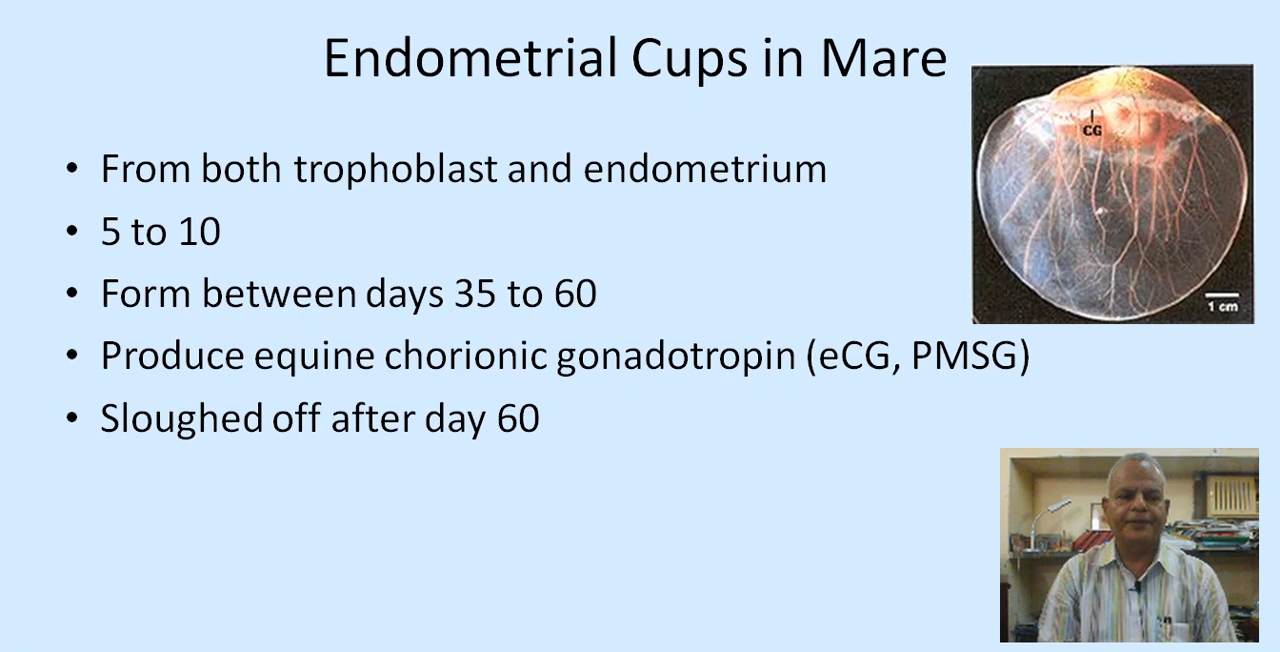 Endometrial Cups in Mare
• From both trophoblast and endometrium
• 5 to 10
• Form between days 35 to 60
• Produce equine chorionic gonadotropin (eCG, PMSG)
• Sloughed off after day 60
CG
1 cm